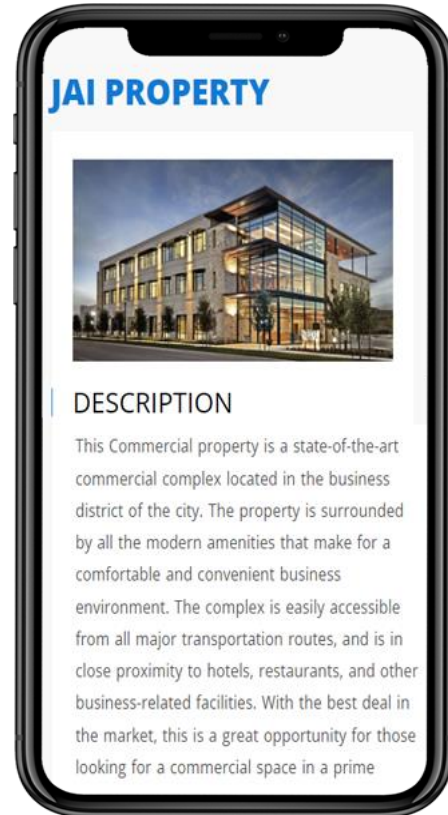 JAI PROPERTY
DESCRIPTION
This Commercial property is a state-of-the-art
commercial complex located in the business
district of the city. The property is surrounded
by all the modern amenities that make for a
comfortable and convenient business
environment. The complex is easily accessible
from all major transportation routes, and is in
close proximity to hotels, restaurants, and other
business-related facilities. With the best deal in
the market, this is a great opportunity for those
looking for a commercial space in a prime